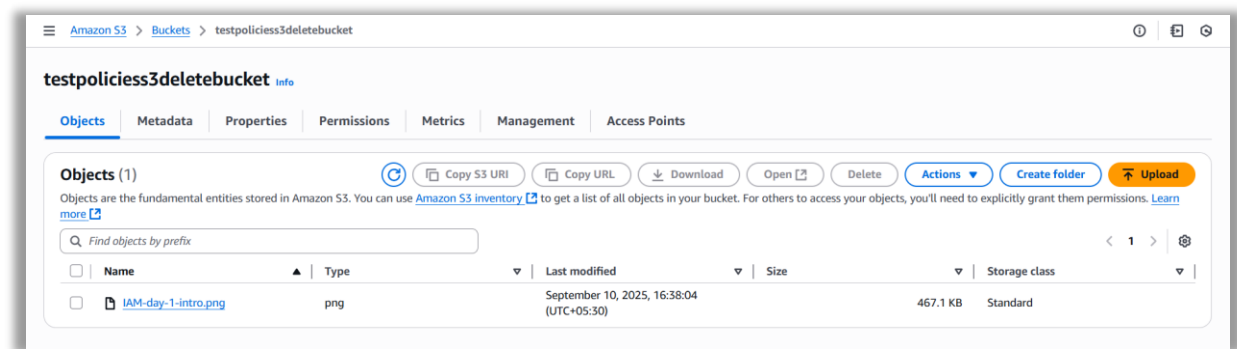 Amazon S3 > Buckets > testpoliciess3deletebucket
testpoliciess3deletebucket Info
Objects Metadata Properties Permissions Metrics Management Access Points
Objects (1) Copy S3 URI Copy URL Download Open Delete Actions Create folder Upload
Objects are the fundamental entities stored in Amazon S3. You can use Amazon S3 inventory to get a list of all objects in your bucket. For others to access your objects, you'll need to explicitly grant them permissions. Learn
more
Find objects by prefix < 1 >
Name Type Last modified Size Storage class
IAM-day-1-intro.png png September 10, 2025, 16:38:04 467.1 KB Standard
(UTC+05:30)